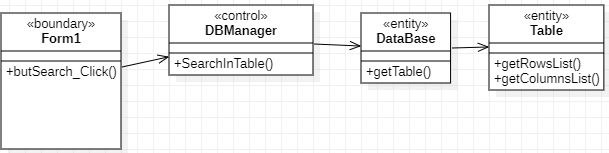 «boundary»
Form1
+butSearch_Click()
«control»
DBManager
+SearchInTable()
«entity»
DataBase
+getTable()
«entity»
Table
+getRowsList()
+getColumnsList()